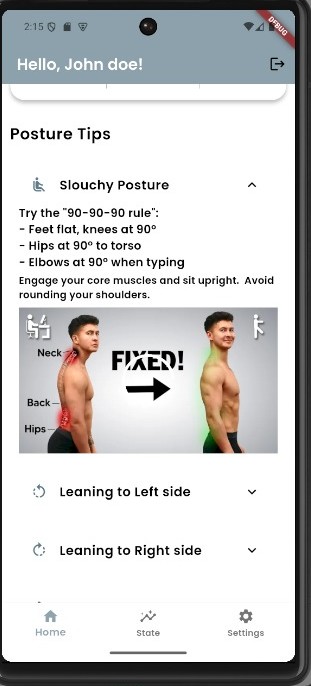 2:15
DEBUG
Hello, John doe!
Posture Tips
Slouchy Posture
Try the "90-90-90 rule":
- Feet flat, knees at 90°
- Hips at 90° to torso
- Elbows at 90° when typing
Engage your core muscles and sit upright. Avoid
rounding your shoulders.
Neck
FIXED!
Back
Hips
Leaning to Left side
Leaning to Right side
Home
State
Settings